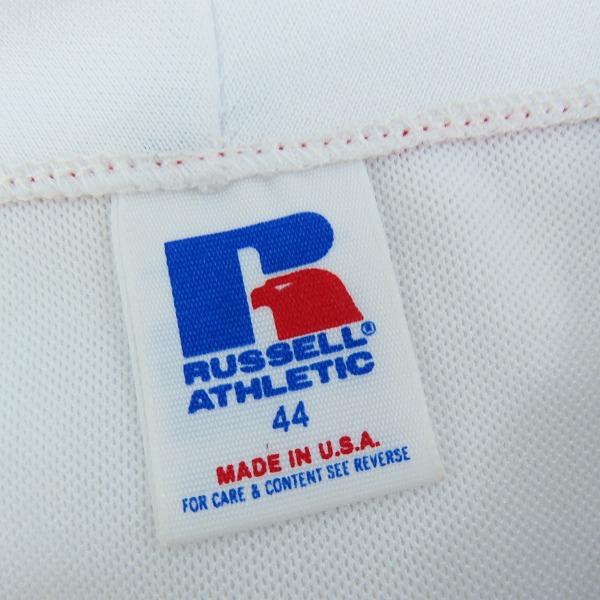 R
RUSSELL®
ATHLETIC
44
MADE IN U.S.A.
FOR CARE & CONTENT SEE REVERSE